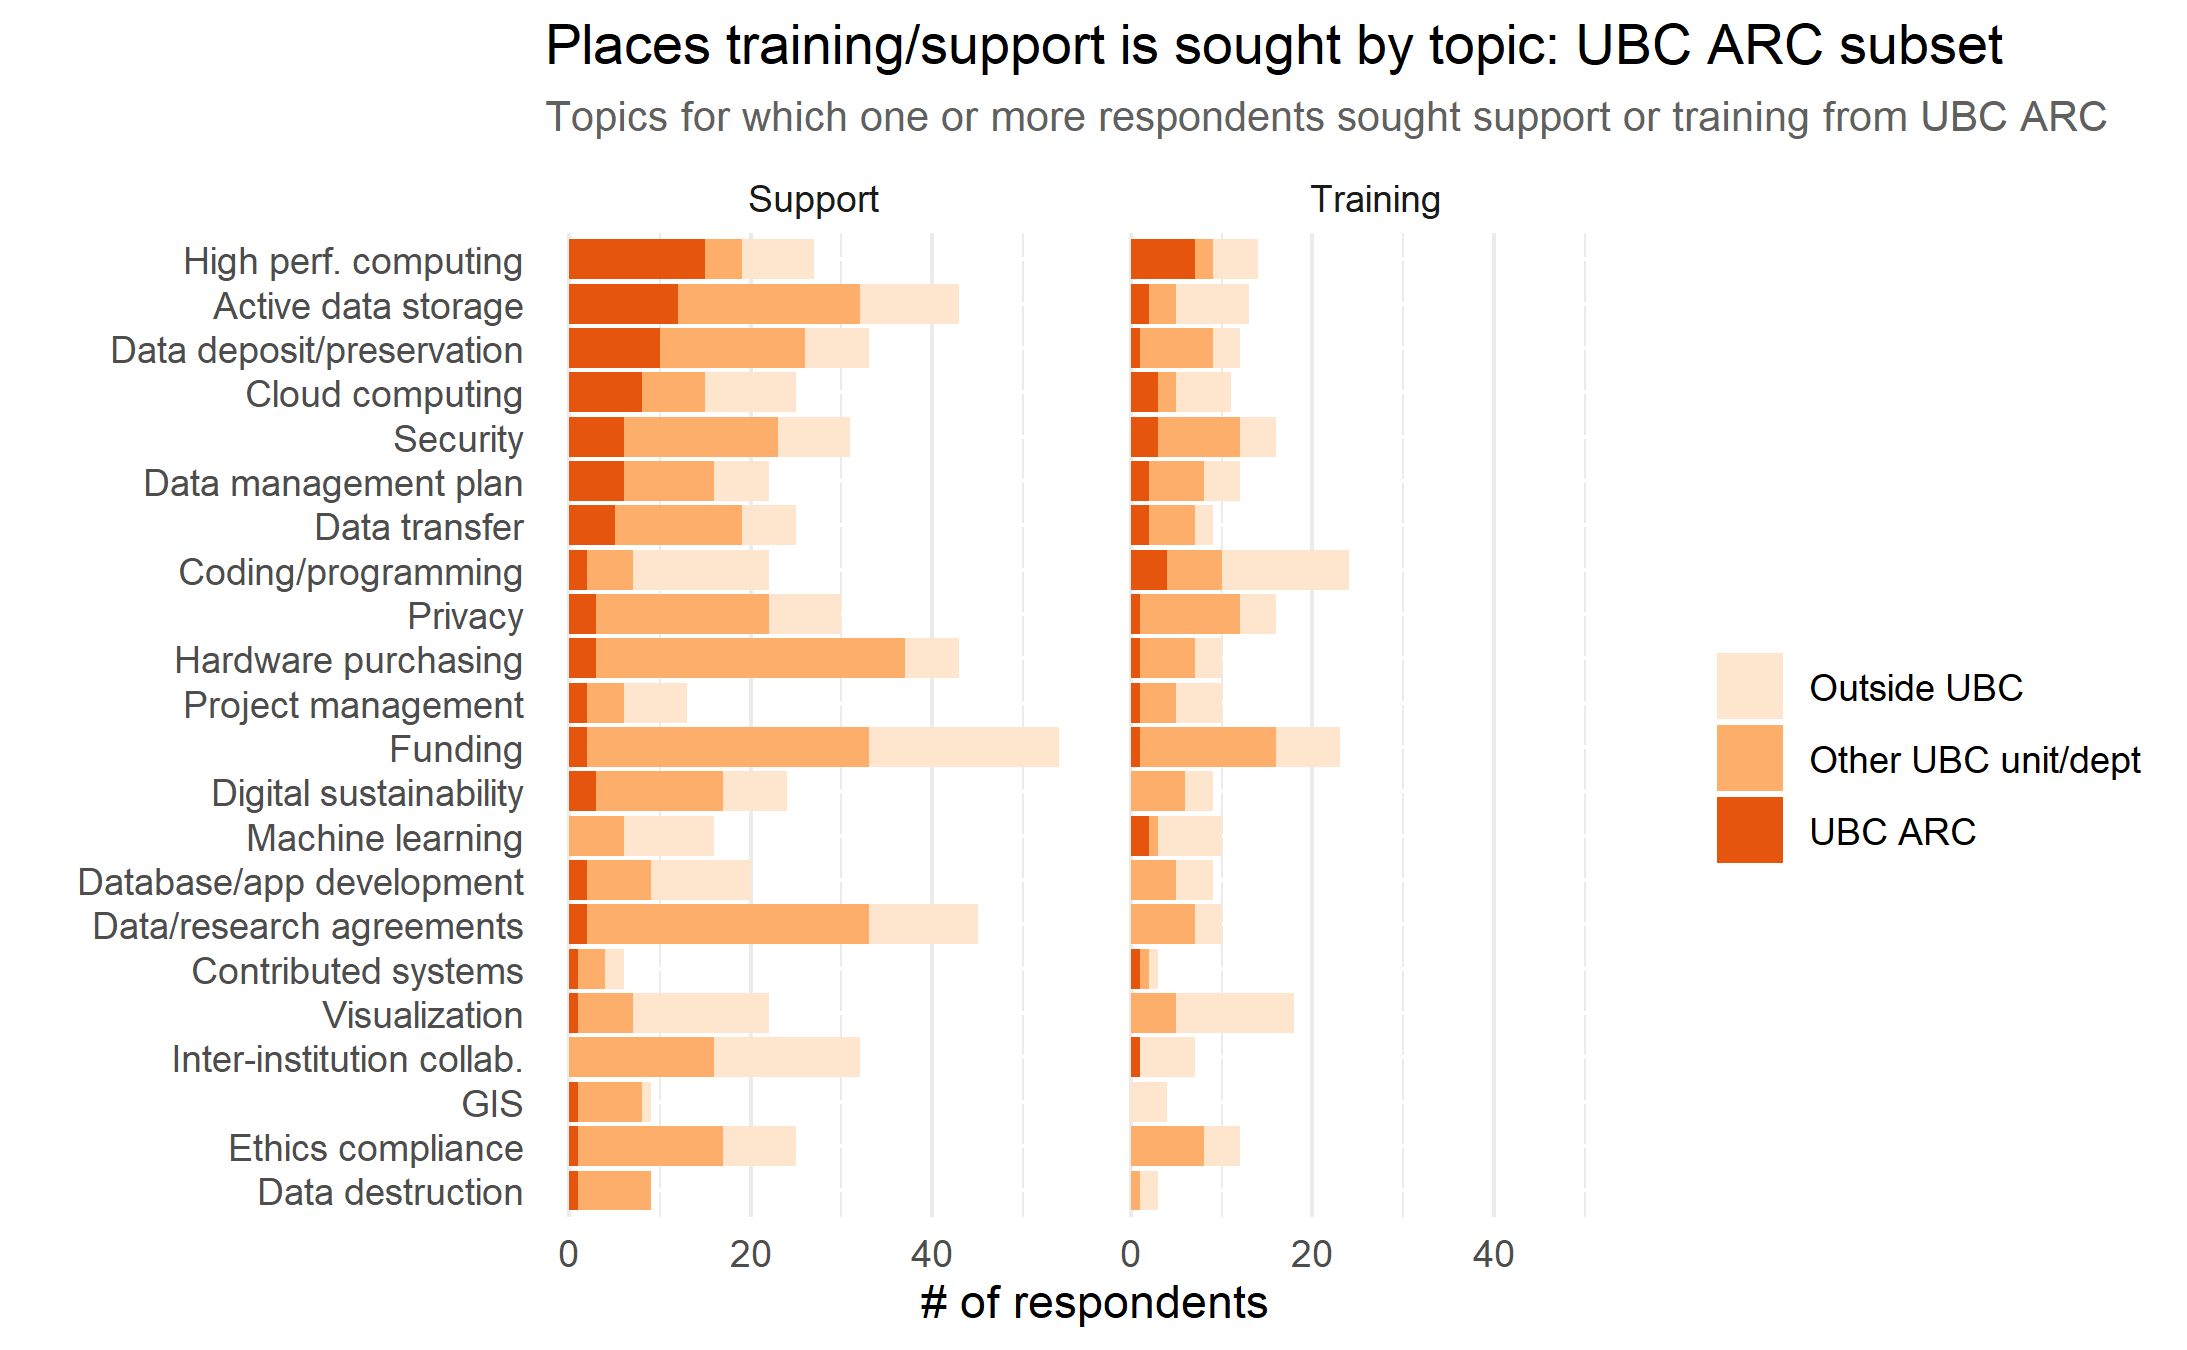 Places training/support is sought by topic: UBC ARC subset
Topics for which one or more respondents sought support or training from UBC ARC
Support
Training
High perf. computing
Active data storage
Data deposit/preservation
Cloud computing
Security
Data management plan
Data transfer
Coding/programming
Privacy
Hardware purchasing
Project management
Funding
Digital sustainability
Machine learning
Database/app development
Data/research agreements
Contributed systems
Visualization
Inter-institution collab.
GIS
Ethics compliance
Data destruction
0 20 40
0 20 40
# of respondents
Outside UBC
Other UBC unit/dept
UBC ARC